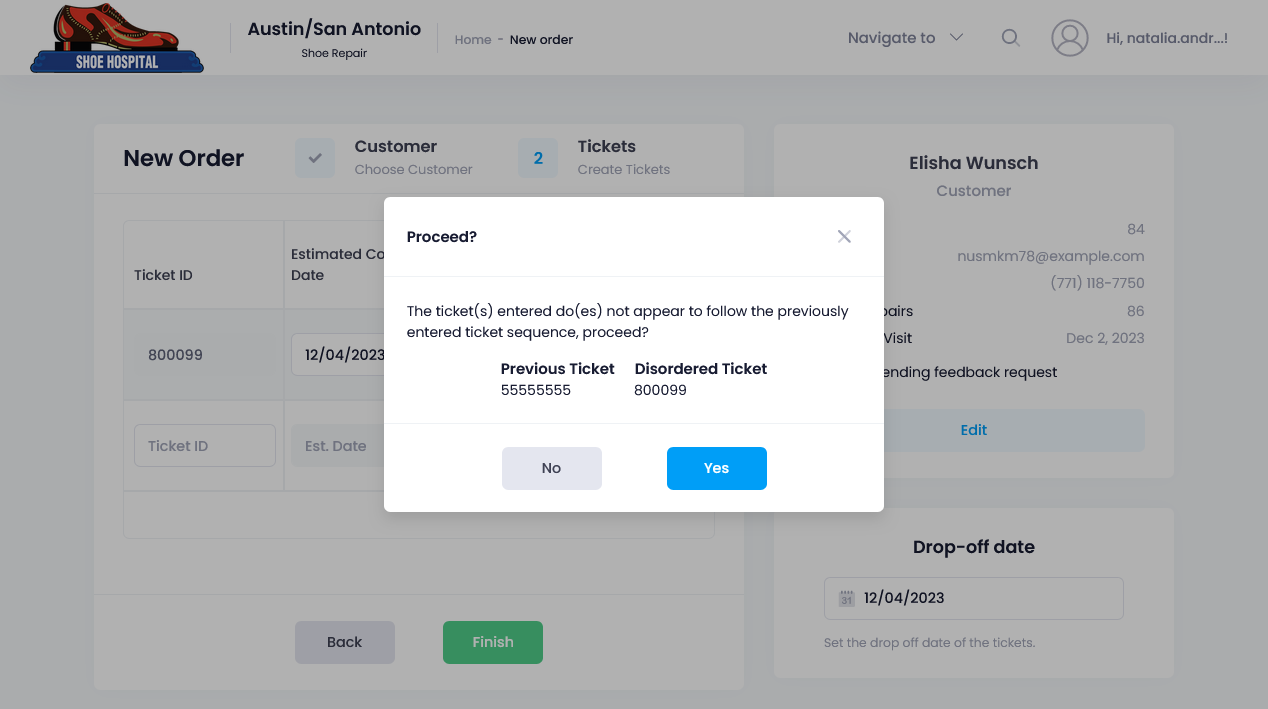 SHOE HOSPITAL
Austin/San Antonio
Shoe Repair
Home - New order
Navigate to
Hi, natalia.andr...!
New Order
Customer
Choose Customer
2
Tickets
Create Tickets
Ticket ID
Estimated Co
Date
800099
12/04/2023
Ticket ID
Est. Date
Back
Finish
Proceed?
The ticket(s) entered do(es) not appear to follow the previously
entered ticket sequence, proceed?
Previous Ticket Disordered Ticket
55555555 800099
No
Yes
Elisha Wunsch
Customer
84
nusmkm78@example.com
(771) 118-7750
airs 86
Visit Dec 2, 2023
ending feedback request
Edit
Drop-off date
31
12/04/2023
Set the drop off date of the tickets.